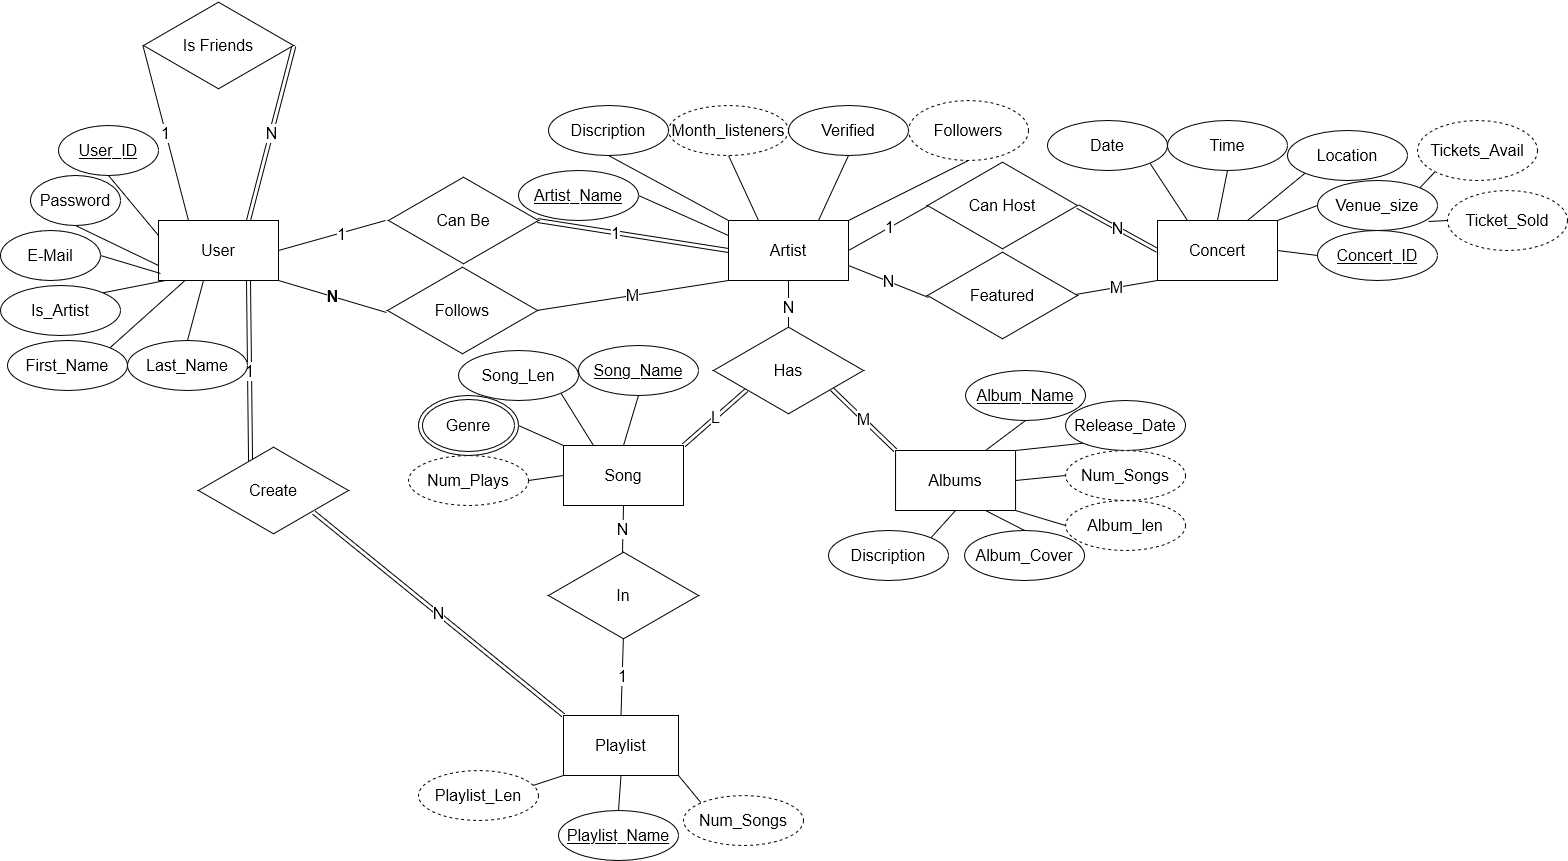 Is Friends
1
N
User_ID
Password
E-Mail
Is_Artist
First_Name
Last_Name
User
1
Can Be
1
N
Follows
M
Discription
Month_listeners
Verified
Followers
Artist_Name
Artist
1
Can Host
N
N
Featured
M
Date
Time
Location
Tickets_Avail
Venue_size
Ticket_Sold
Concert_ID
Concert
N
Has
L
M
1
Create
N
Song_Len
Song_Name
Genre
Num_Plays
Song
Album_Name
Release_Date
Num_Songs
Album_len
Albums
Discription
Album_Cover
N
In
1
Playlist
Playlist_Len
Playlist_Name
Num_Songs